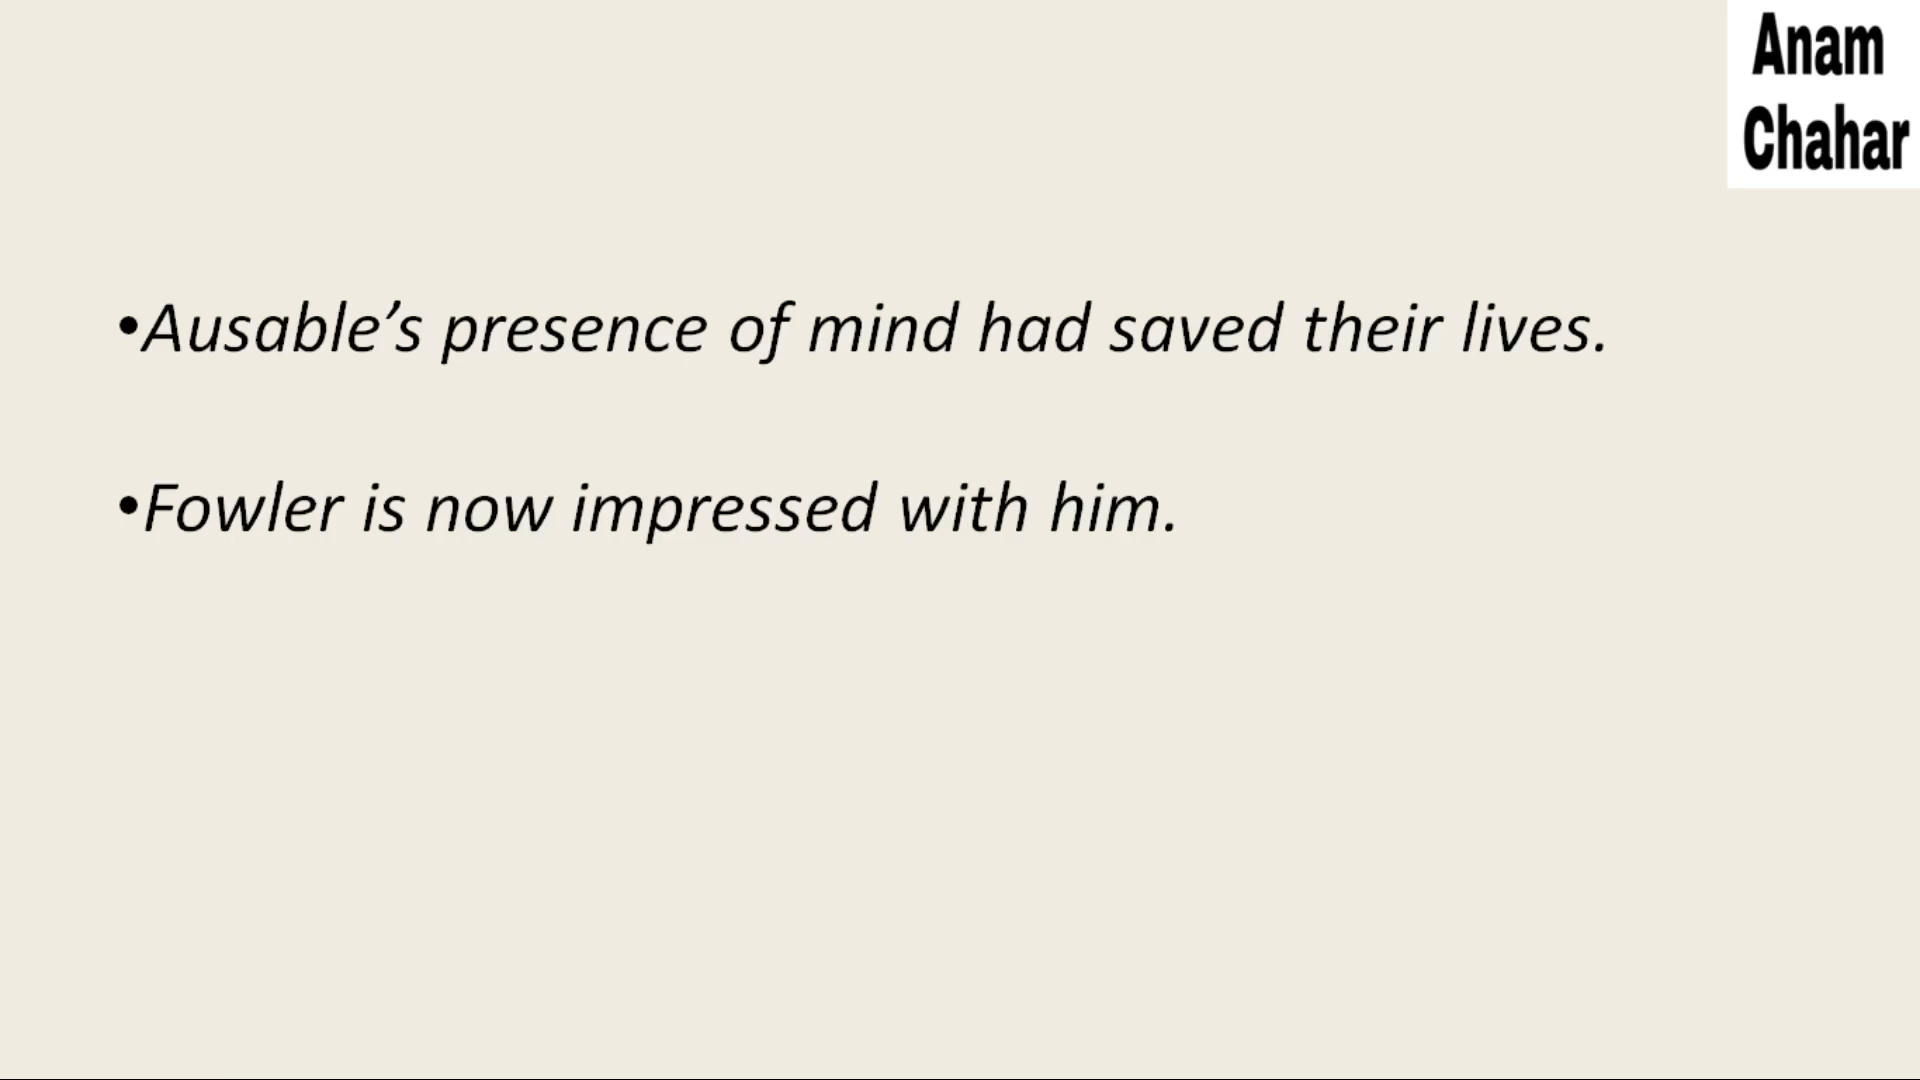 Anam
Chahar
•Ausable’s presence of mind had saved their lives.
•Fowler is now impressed with him.